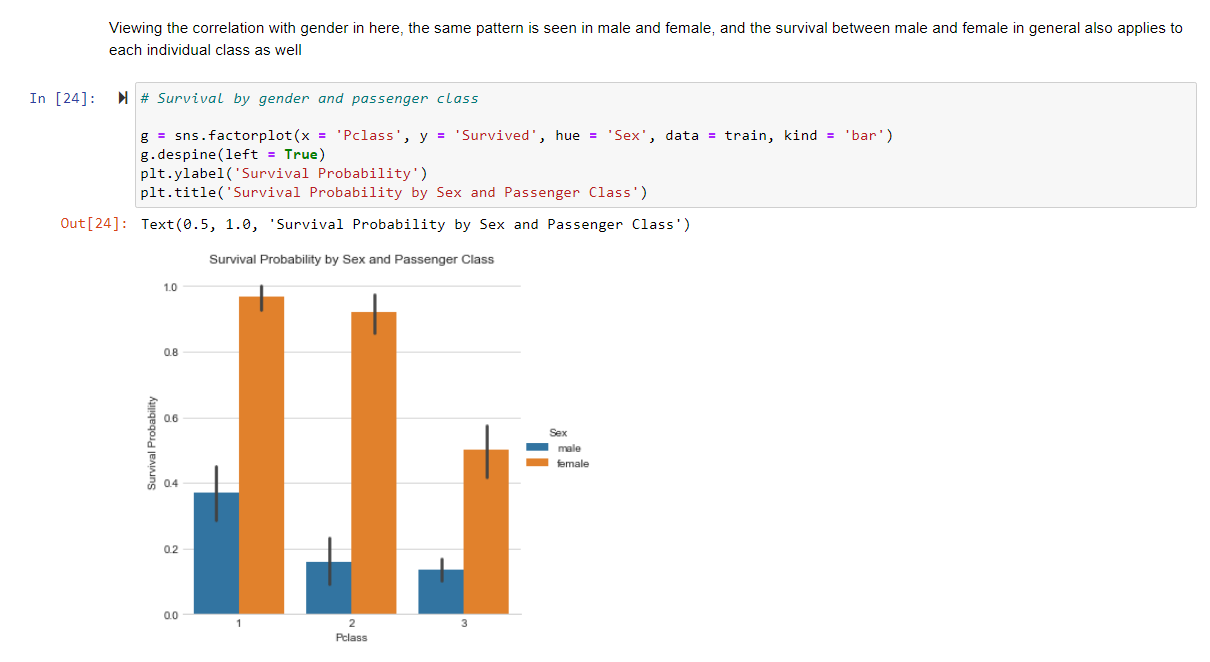 Viewing the correlation with gender in here, the same pattern is seen in male and female, and the survival between male and female in general also applies to
each individual class as well
In [24]:
# Survival by gender and passenger class
g = sns.factorplot(x = 'Pclass', y = 'Survived', hue = 'Sex', data = train, kind = 'bar')
g.despine(left = True)
plt.ylabel('Survival Probability')
plt.title('Survival Probability by Sex and Passenger Class')
Out[24]: Text(0.5, 1.0, 'Survival Probability by Sex and Passenger Class')
Survival Probability by Sex and Passenger Class
1.0
0.8
0.6
0.4
0.2
0.0
Survival Probability
1 2 3
Pclass
Sex
male
female